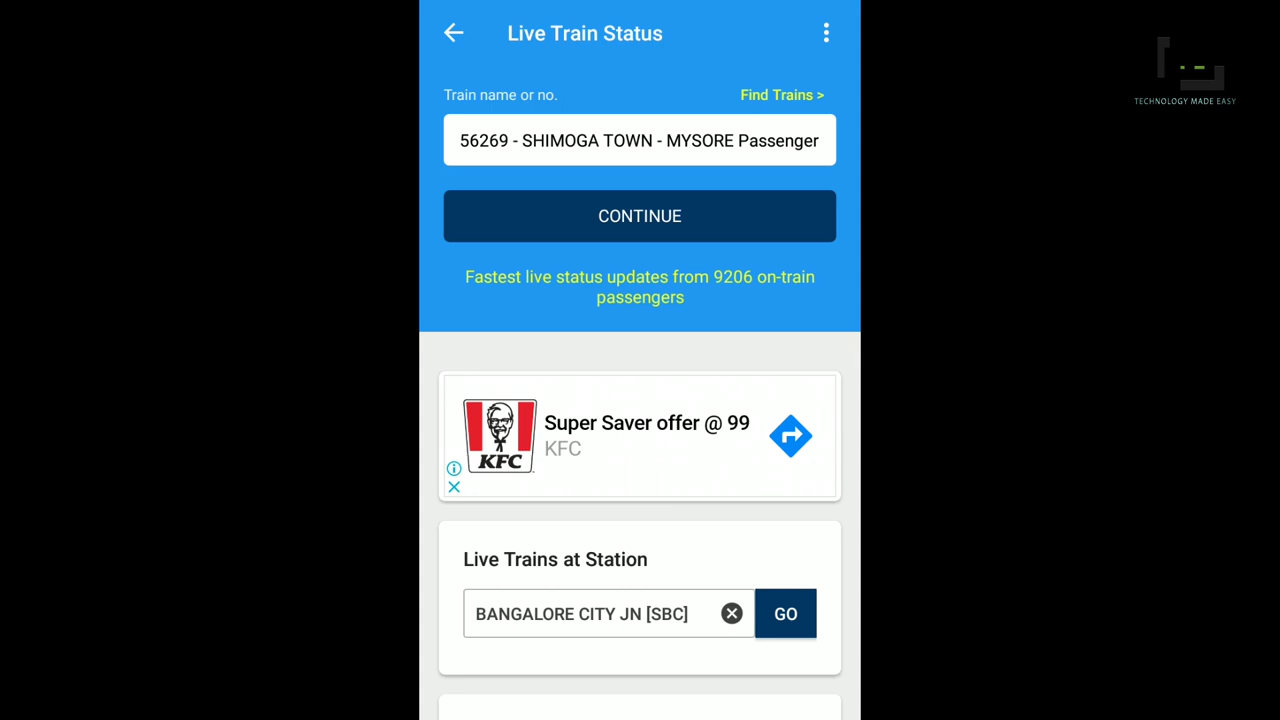 Live Train Status
TECHNOLOGY MADE EASY
Train name or no.
Find Trains >
56269 - SHIMOGA TOWN - MYSORE Passenger
CONTINUE
Fastest live status updates from 9206 on-train
passengers
Super Saver offer @ 99
KFC
KFC
Live Trains at Station
BANGALORE CITY JN [SBC]
GO